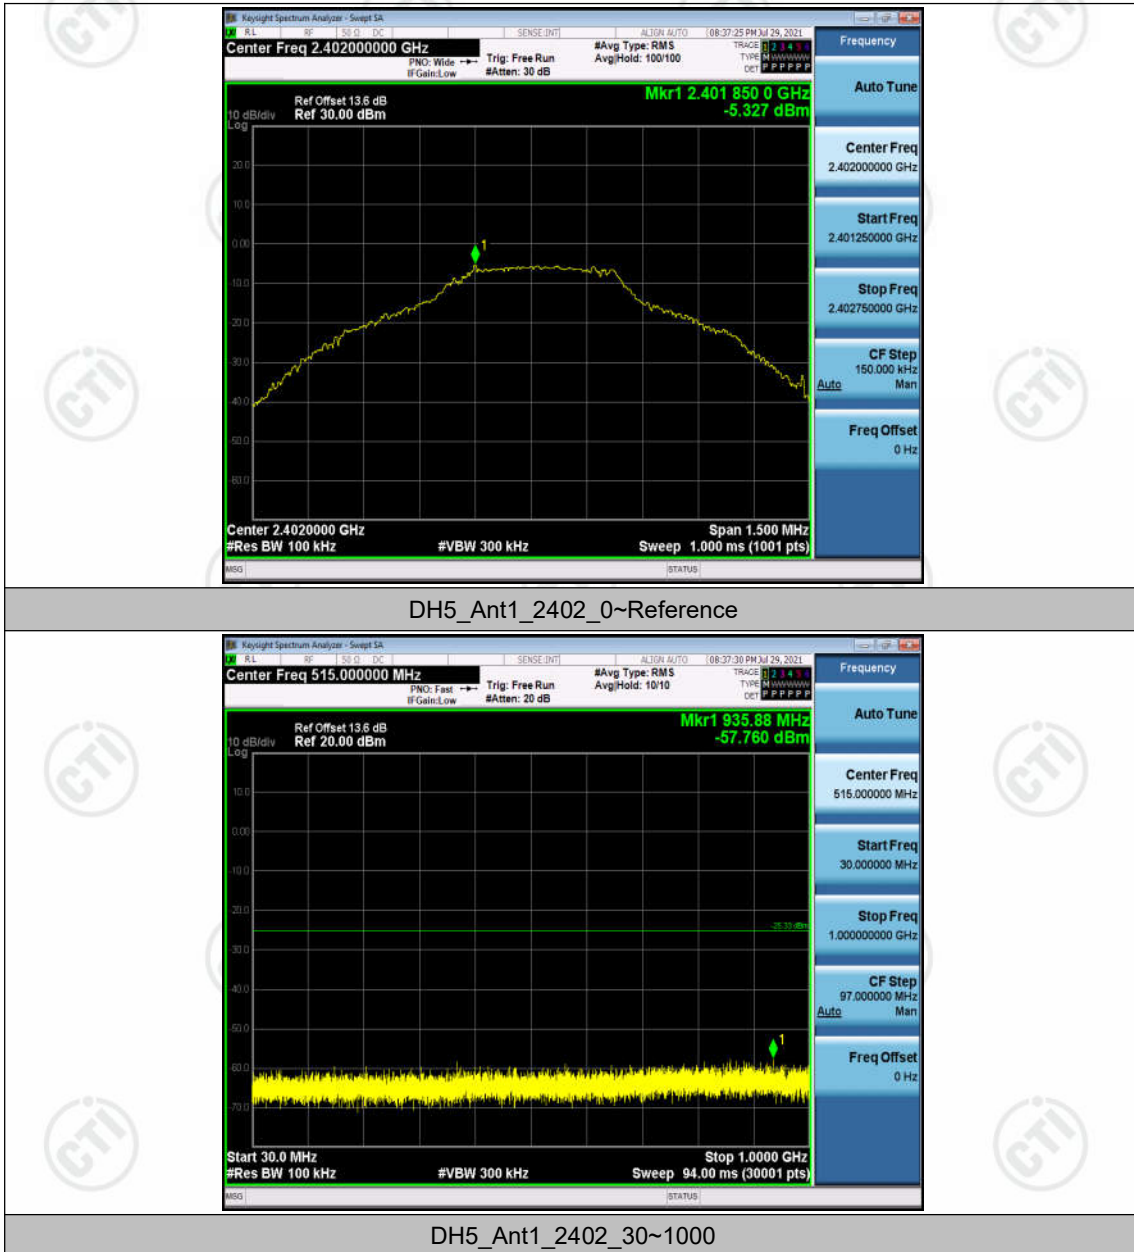 Keysight Spectrum Analyzer - Swept SA
RL RF 50 Ω DC SENSE:INT ALIGN AUTO 08:37:25 PM Jul 29, 2021
Center Freq 2.402000000 GHz
PNO: Wide
IFGain:Low
Trig: Free Run
#Atten: 30 dB
#Avg Type: RMS
Avg|Hold: 100/100
TRACE 1 2 3 4 5 6
TYPE M WWWWW
DET P P P P P P
Mkr1 2.401 850 0 GHz
-5.327 dBm
Ref Offset 13.6 dB
10 dB/div Ref 30.00 dBm
Log
20.0
10.0
0.00
-10.0
-20.0
-30.0
-40.0
-50.0
-60.0
1
Center 2.4020000 GHz Span 1.500 MHz
#Res BW 100 kHz #VBW 300 kHz Sweep 1.000 ms (1001 pts)
MSG STATUS
Frequency
Auto Tune
Center Freq
2.402000000 GHz
Start Freq
2.401250000 GHz
Stop Freq
2.402750000 GHz
CF Step
150.000 kHz
Auto Man
Freq Offset
0 Hz
DH5_Ant1_2402_0~Reference
Keysight Spectrum Analyzer - Swept SA
RL RF 50 Ω DC SENSE:INT ALIGN AUTO 08:37:30 PM Jul 29, 2021
Center Freq 515.000000 MHz
PNO: Fast
IFGain:Low
Trig: Free Run
#Atten: 20 dB
#Avg Type: RMS
Avg|Hold: 10/10
TRACE 1 2 3 4 5 6
TYPE M WWWWW
DET P P P P P P
Mkr1 935.88 MHz
-57.760 dBm
Ref Offset 13.6 dB
10 dB/div Ref 20.00 dBm
Log
10.0
0.00
-10.0
-20.0
-30.0
-40.0
-50.0
-60.0
-70.0
-25.33 dBm
1
Start 30.0 MHz Stop 1.0000 GHz
#Res BW 100 kHz #VBW 300 kHz Sweep 94.00 ms (30001 pts)
MSG STATUS
Frequency
Auto Tune
Center Freq
515.000000 MHz
Start Freq
30.000000 MHz
Stop Freq
1.000000000 GHz
CF Step
97.000000 MHz
Auto Man
Freq Offset
0 Hz
DH5_Ant1_2402_30~1000
CTI
CTI
CTI
CTI
CTI
CTI